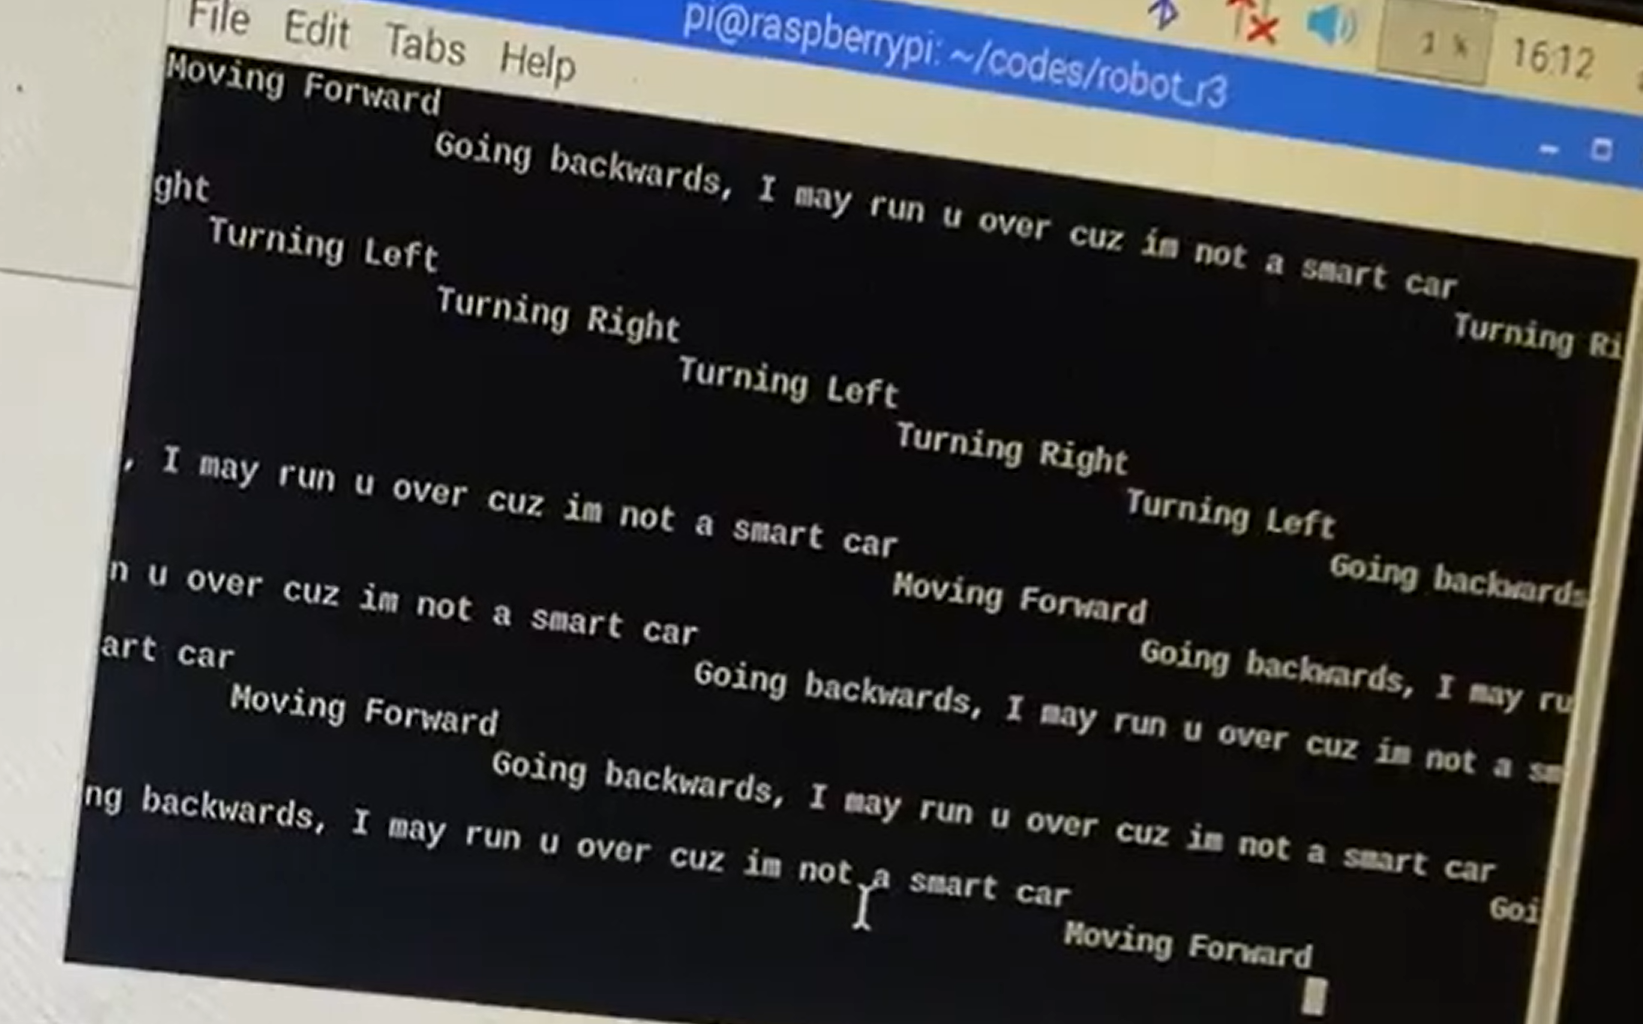 pi@raspberrypi: ~/codes/robot_r3
16:12
File Edit Tabs Help
Moving Forward
Going backwards, I may run u over cuz im not a smart car
Turning Ri
ght
Turning Left
Turning Right
Turning Left
Turning Right
Turning Left
Going backwards
, I may run u over cuz im not a smart car
Moving Forward
Going backwards, I may ru
n u over cuz im not a smart car
Going backwards, I may run u over cuz im not a sm
art car
Moving Forward
Going backwards, I may run u over cuz im not a smart car
Goi
ng backwards, I may run u over cuz im not a smart car
Moving Forward